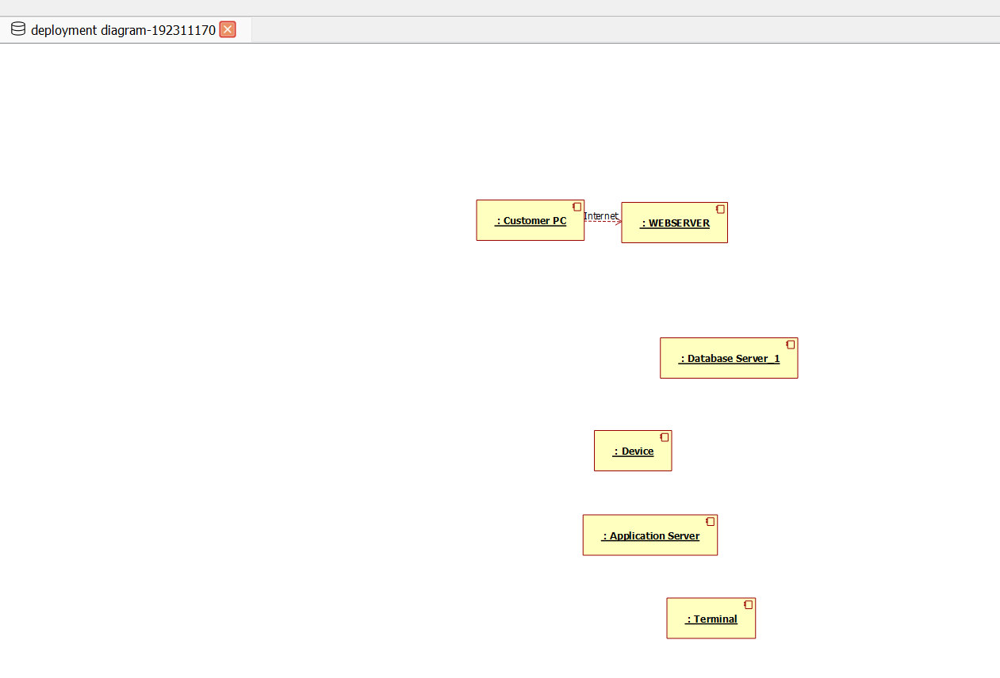 deployment diagram-192311170
: Customer PC
Internet
: WEBSERVER
: Database Server_1
: Device
: Application Server
: Terminal